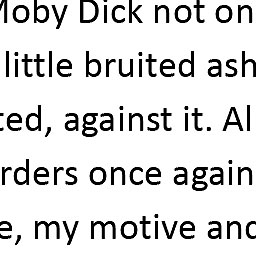 Moby Dick not on
little bruited ash
ted, against it. Al
rders once again
e, my motive and